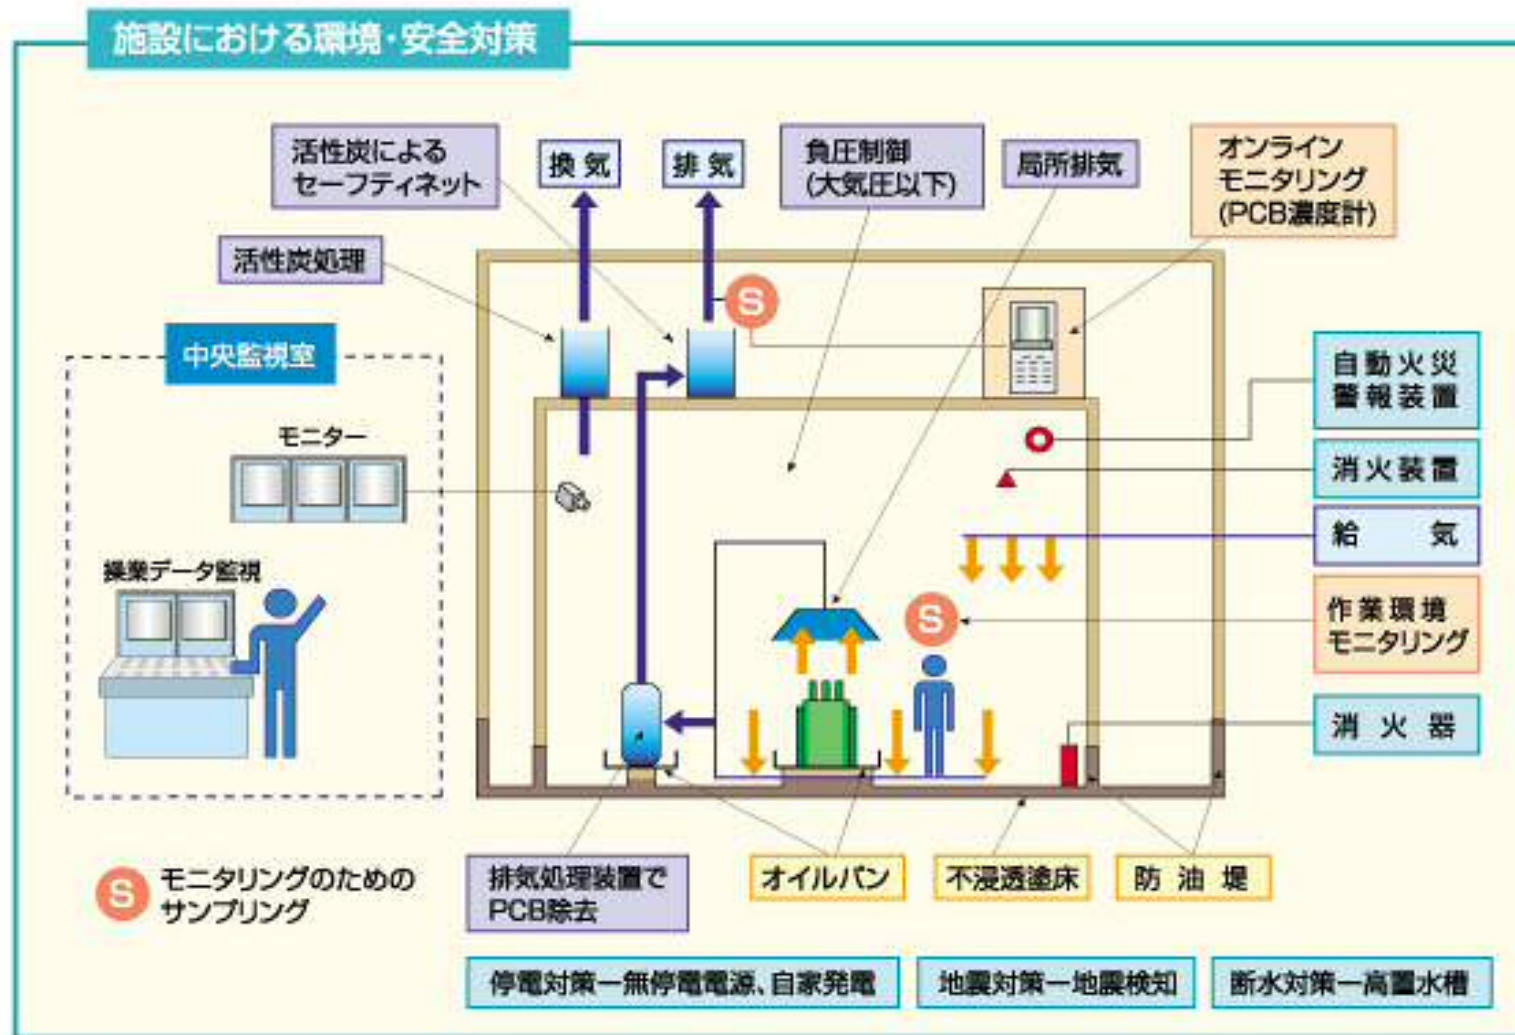 施設における環境・安全対策
活性炭による
セーフティネット
換気
排気
負圧制御
(大気圧以下)
局所排気
オンライン
モニタリング
(PCB濃度計)
活性炭処理
S
中央監視室
自動火災
警報装置
モニター
消火装置
給気
操業データ監視
S
作業環境
モニタリング
消火器
S
モニタリングのための
サンプリング
排気処理装置で
PCB除去
オイルパン
不浸透塗床
防油堤
停電対策ー無停電電源、自家発電
地震対策ー地震検知
断水対策ー高置水槽